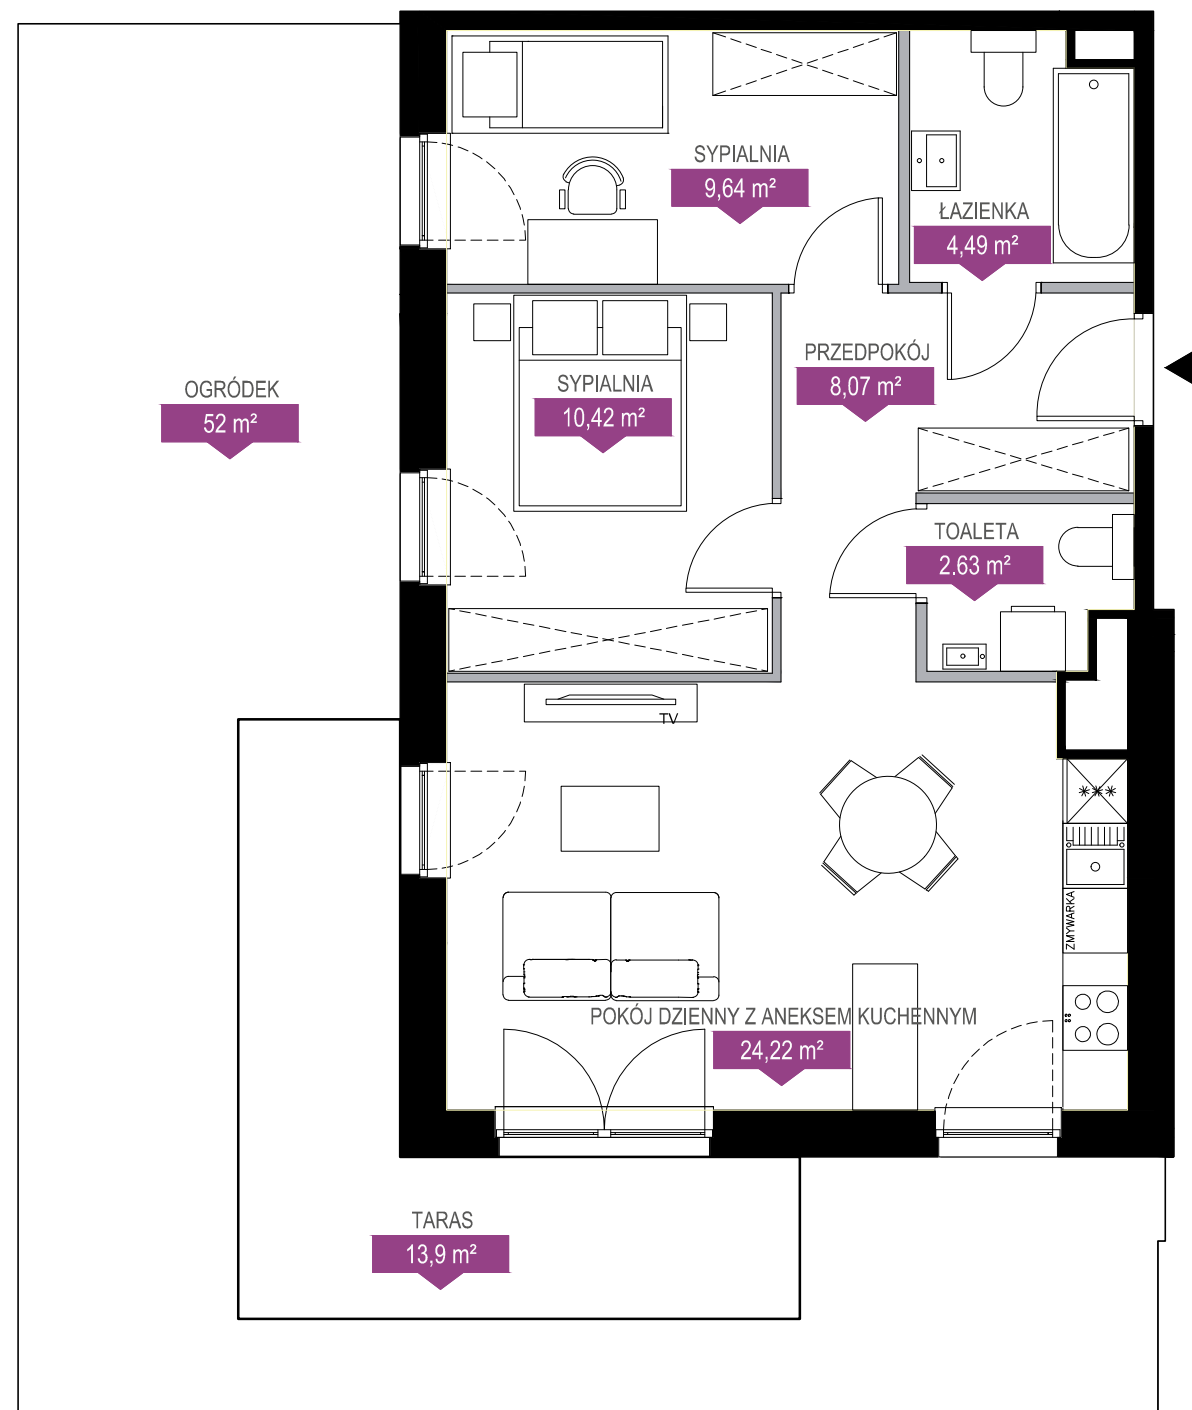 SYPIALNIA
9,64 m²
ŁAZIENKA
4,49 m²
PRZEDPOKÓJ
8,07 m²
OGRÓDEK
52 m²
SYPIALNIA
10,42 m²
TOALETA
2.63 m²
TV
ZMYWARKA
POKÓJ DZIENNY Z ANEKSEM KUCHENNYM
24,22 m²
TARAS
13,9 m²